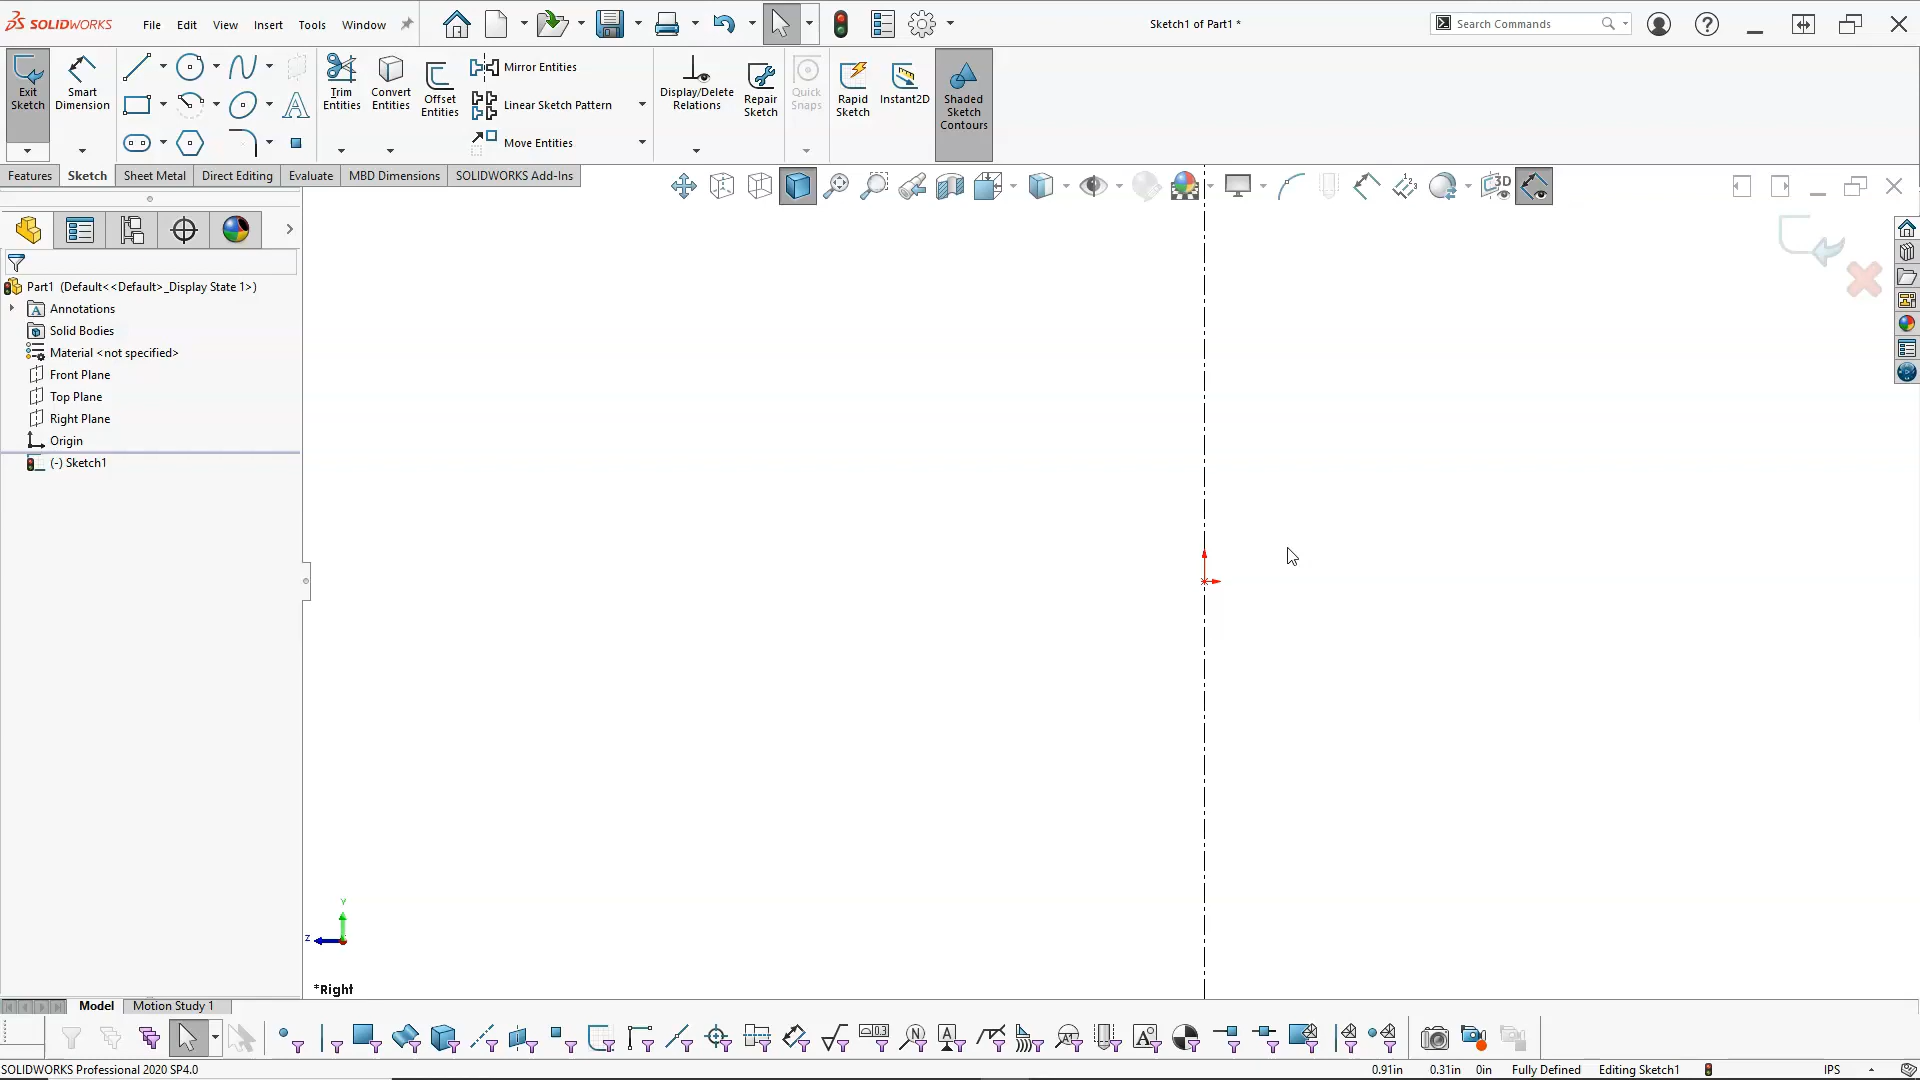 SOLIDWORKS
File Edit View Insert Tools Window
Sketch1 of Part1 *
Search Commands
Exit Sketch
Smart Dimension
Trim Entities
Convert Entities
Offset Entities
Mirror Entities
Linear Sketch Pattern
Move Entities
Display/Delete Relations
Repair Sketch
Quick Snaps
Rapid Sketch
Instant2D
Shaded Sketch Contours
Features Sketch Sheet Metal Direct Editing Evaluate MBD Dimensions SOLIDWORKS Add-Ins
Part1 (Default<<Default>_Display State 1>)
Annotations
Solid Bodies
Material <not specified>
Front Plane
Top Plane
Right Plane
Origin
(-) Sketch1
Y
Z
*Right
Model Motion Study 1
SOLIDWORKS Professional 2020 SP4.0
0.91in 0.31in 0in Fully Defined Editing Sketch1 IPS